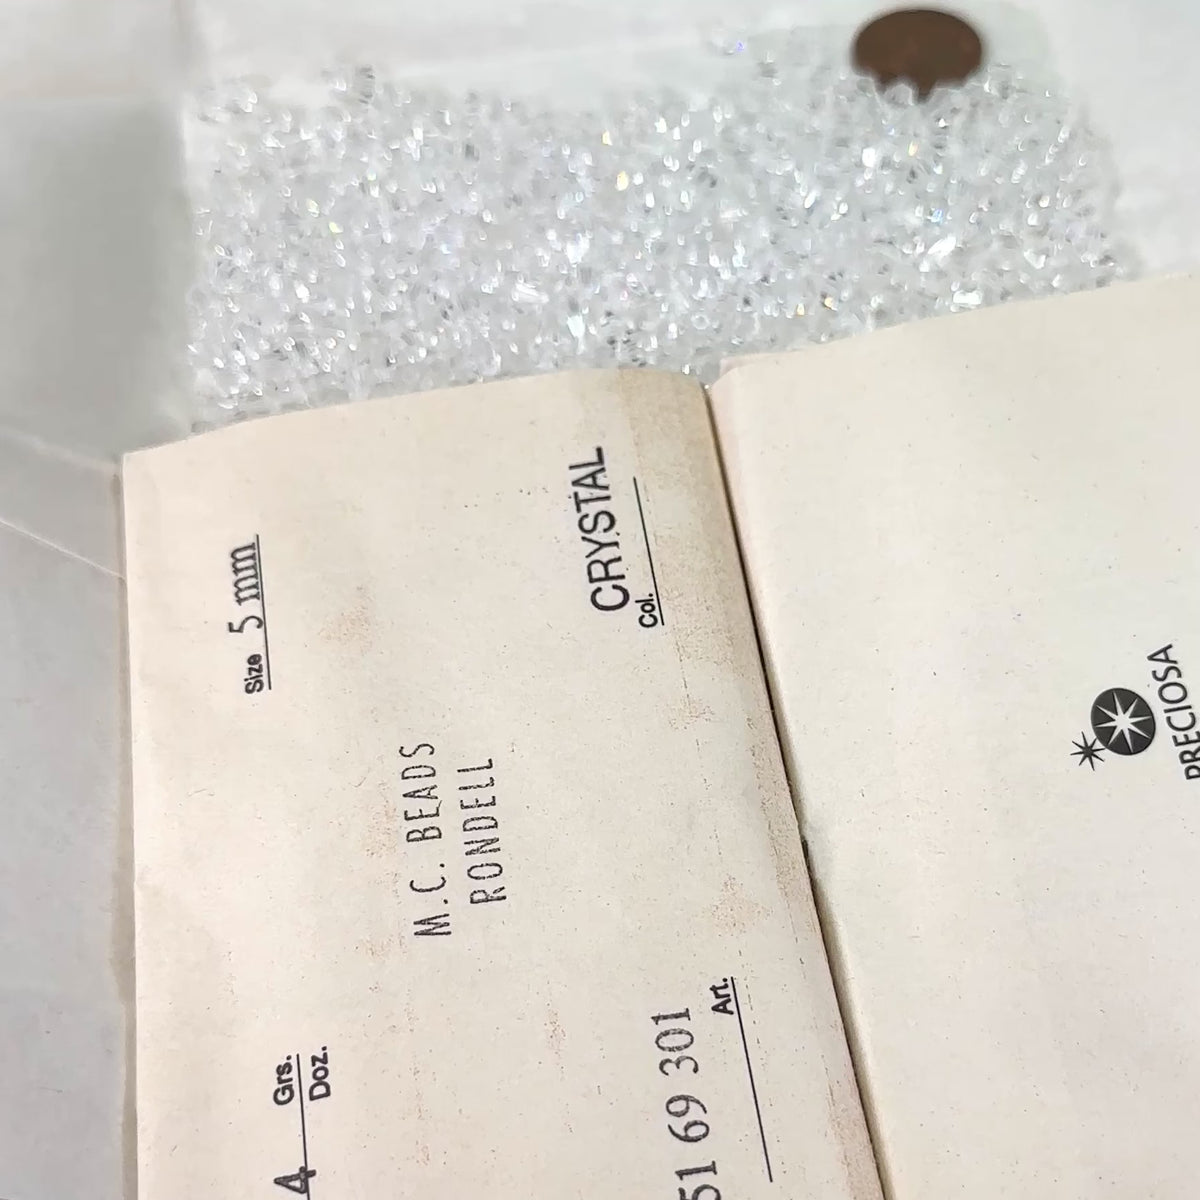 51 69 301
Art.
CRYSTAL
Col.
M.C. BEADS
RONDELL
4 Grs.
Doz.
Size 5 mm
PRECIOSA